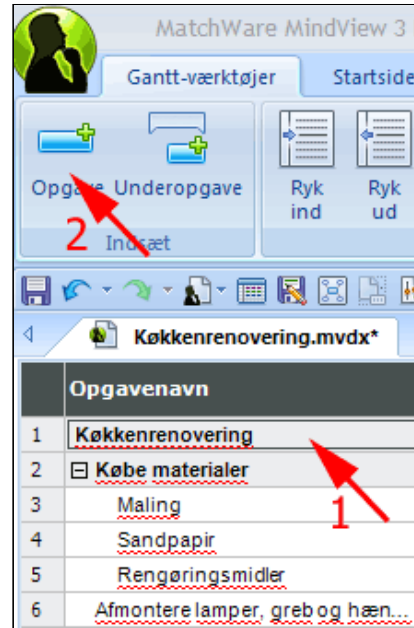 MatchWare MindView 3
Gantt-værktøjer Startside
Opgave Underopgave Ryk ind Ryk ud
2
Indsæt
Køkkenrenovering.mvdx*
Opgavenavn
1 Køkkenrenovering
2 Købe materialer
3 Maling
1
4 Sandpapir
5 Rengøringsmidler
6 Afmontere lamper, greb og hæn...